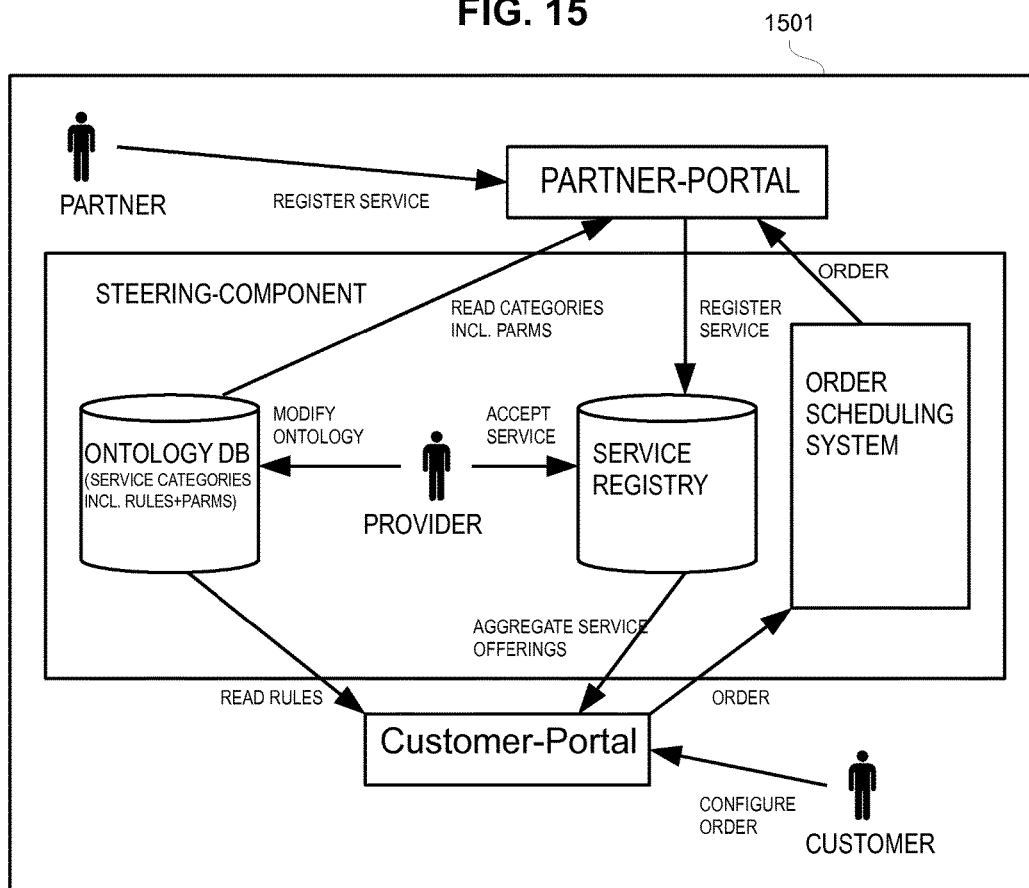 FIG. 15
1501
PARTNER
REGISTER SERVICE
PARTNER-PORTAL
STEERING-COMPONENT
READ CATEGORIES
INCL. PARMS
REGISTER
SERVICE
ORDER
ONTOLOGY DB
(SERVICE CATEGORIES
INCL. RULES+PARMS)
MODIFY
ONTOLOGY
PROVIDER
ACCEPT
SERVICE
SERVICE
REGISTRY
ORDER
SCHEDULING
SYSTEM
AGGREGATE SERVICE
OFFERINGS
READ RULES
ORDER
Customer-Portal
CONFIGURE
ORDER
CUSTOMER